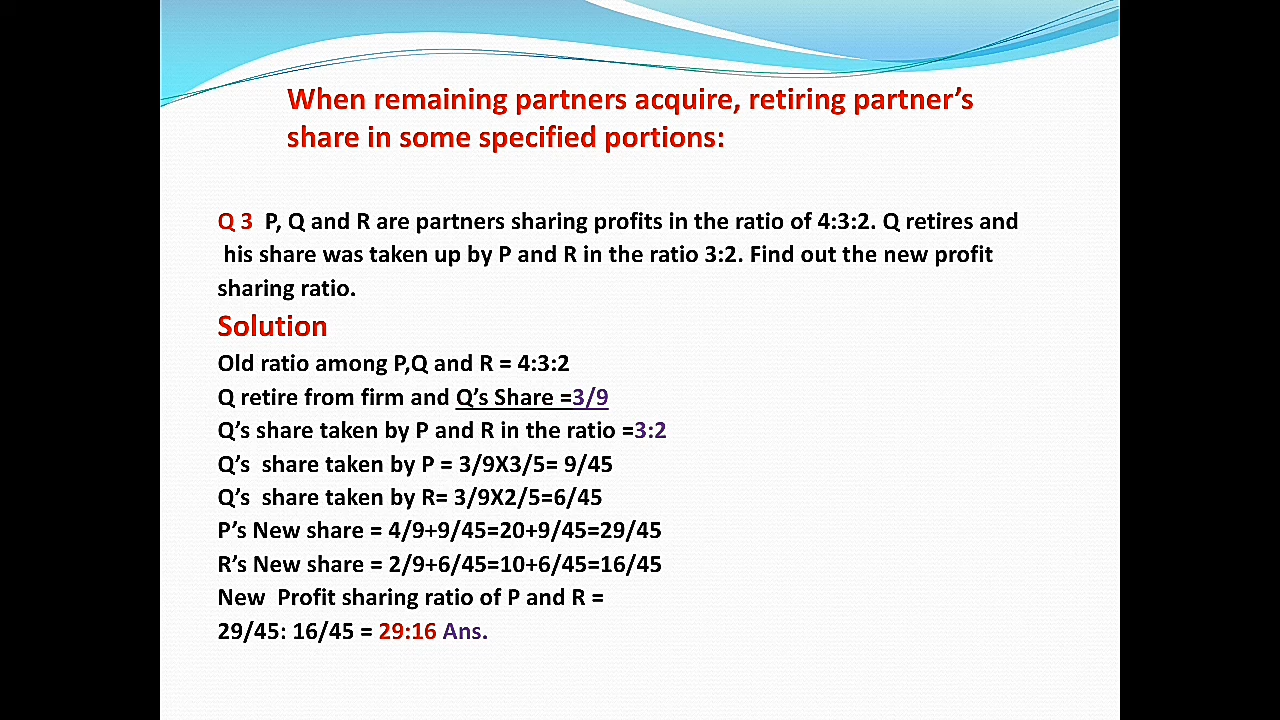 When remaining partners acquire, retiring partner’s
share in some specified portions:
Q 3 P, Q and R are partners sharing profits in the ratio of 4:3:2. Q retires and
his share was taken up by P and R in the ratio 3:2. Find out the new profit
sharing ratio.
Solution
Old ratio among P,Q and R = 4:3:2
Q retire from firm and Q’s Share =3/9
Q’s share taken by P and R in the ratio =3:2
Q’s share taken by P = 3/9X3/5= 9/45
Q’s share taken by R= 3/9X2/5=6/45
P’s New share = 4/9+9/45=20+9/45=29/45
R’s New share = 2/9+6/45=10+6/45=16/45
New Profit sharing ratio of P and R =
29/45: 16/45 = 29:16 Ans.